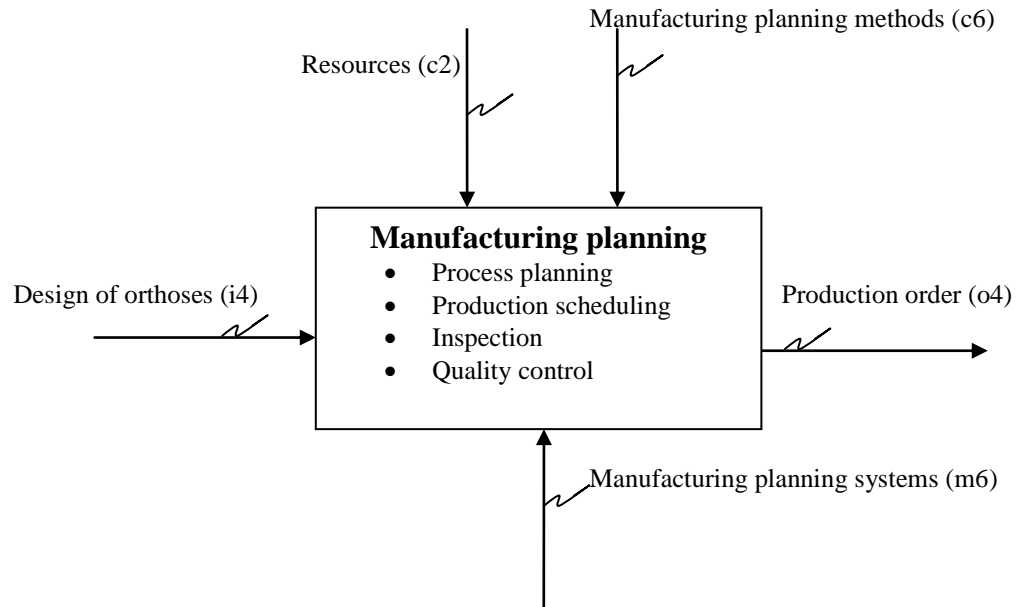 Manufacturing planning methods (c6)
Resources (c2)
Manufacturing planning
• Process planning
• Production scheduling
• Inspection
• Quality control
Design of orthoses (i4)
Production order (o4)
Manufacturing planning systems (m6)